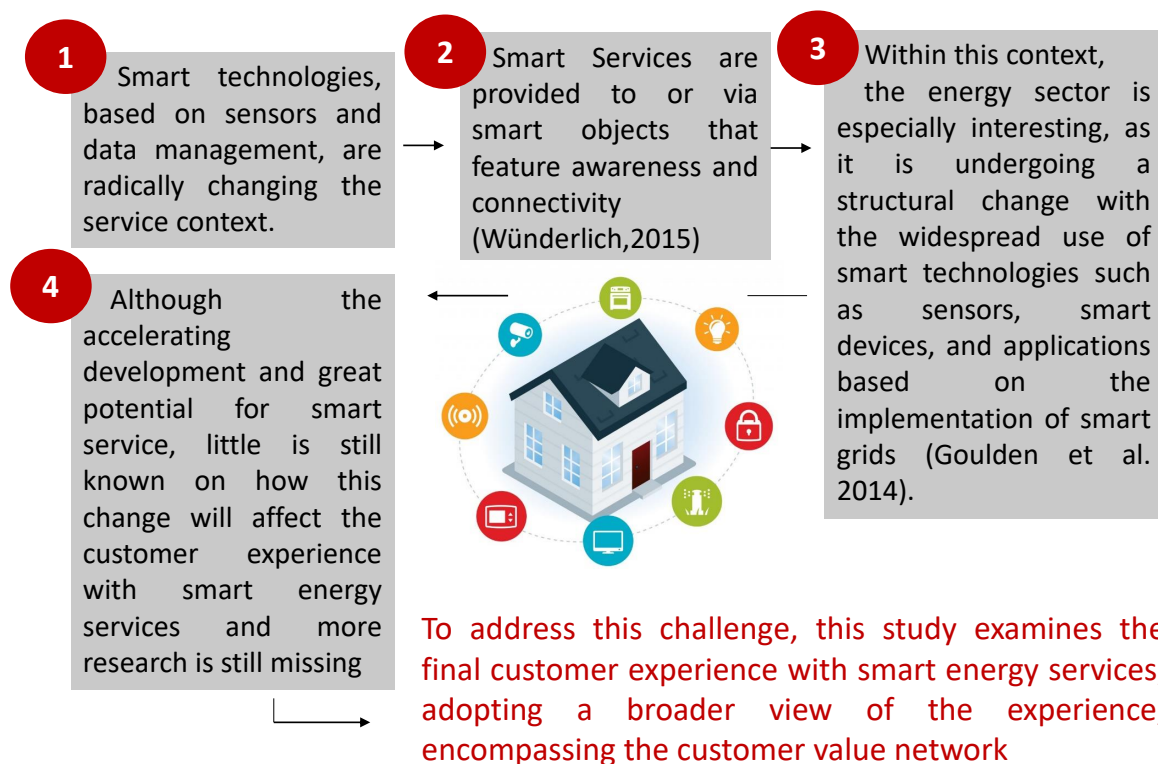 1
Smart technologies,
based on sensors and
data management, are
radically changing the
service context.
2
Smart Services are
provided to or via
smart objects that
feature awareness and
connectivity
(Wünderlich,2015)
3
Within this context,
the energy sector is
especially interesting, as
it is undergoing a
structural change with
the widespread use of
smart technologies such
as sensors, smart
devices, and applications
based on the
implementation of smart
grids (Goulden et al.
2014).
4
Although the
accelerating
development and great
potential for smart
service, little is still
known on how this
change will affect the
customer experience
with smart energy
services and more
research is still missing
To address this challenge, this study examines the
final customer experience with smart energy services
adopting a broader view of the experience,
encompassing the customer value network